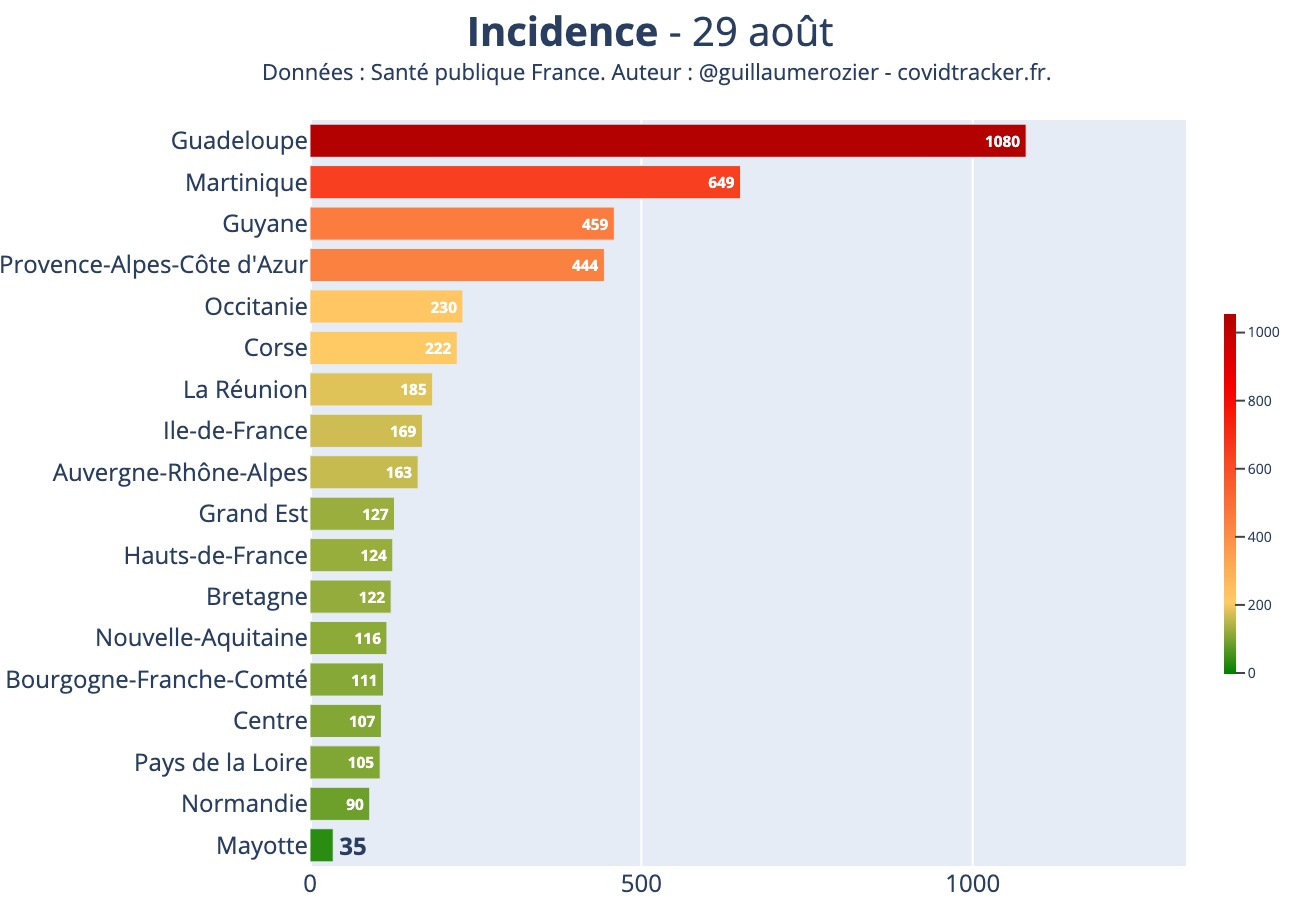 Incidence - 29 août
Données : Santé publique France. Auteur : @guillaumerozier - covidtracker.fr.
Guadeloupe 1080
Martinique 649
Guyane 459
Provence-Alpes-Côte d'Azur 444
Occitanie 230
Corse 222
La Réunion 185
Ile-de-France 169
Auvergne-Rhône-Alpes 163
Grand Est 127
Hauts-de-France 124
Bretagne 122
Nouvelle-Aquitaine 116
Bourgogne-Franche-Comté 111
Centre 107
Pays de la Loire 105
Normandie 90
Mayotte 35
0 500 1000
1000
800
600
400
200
0